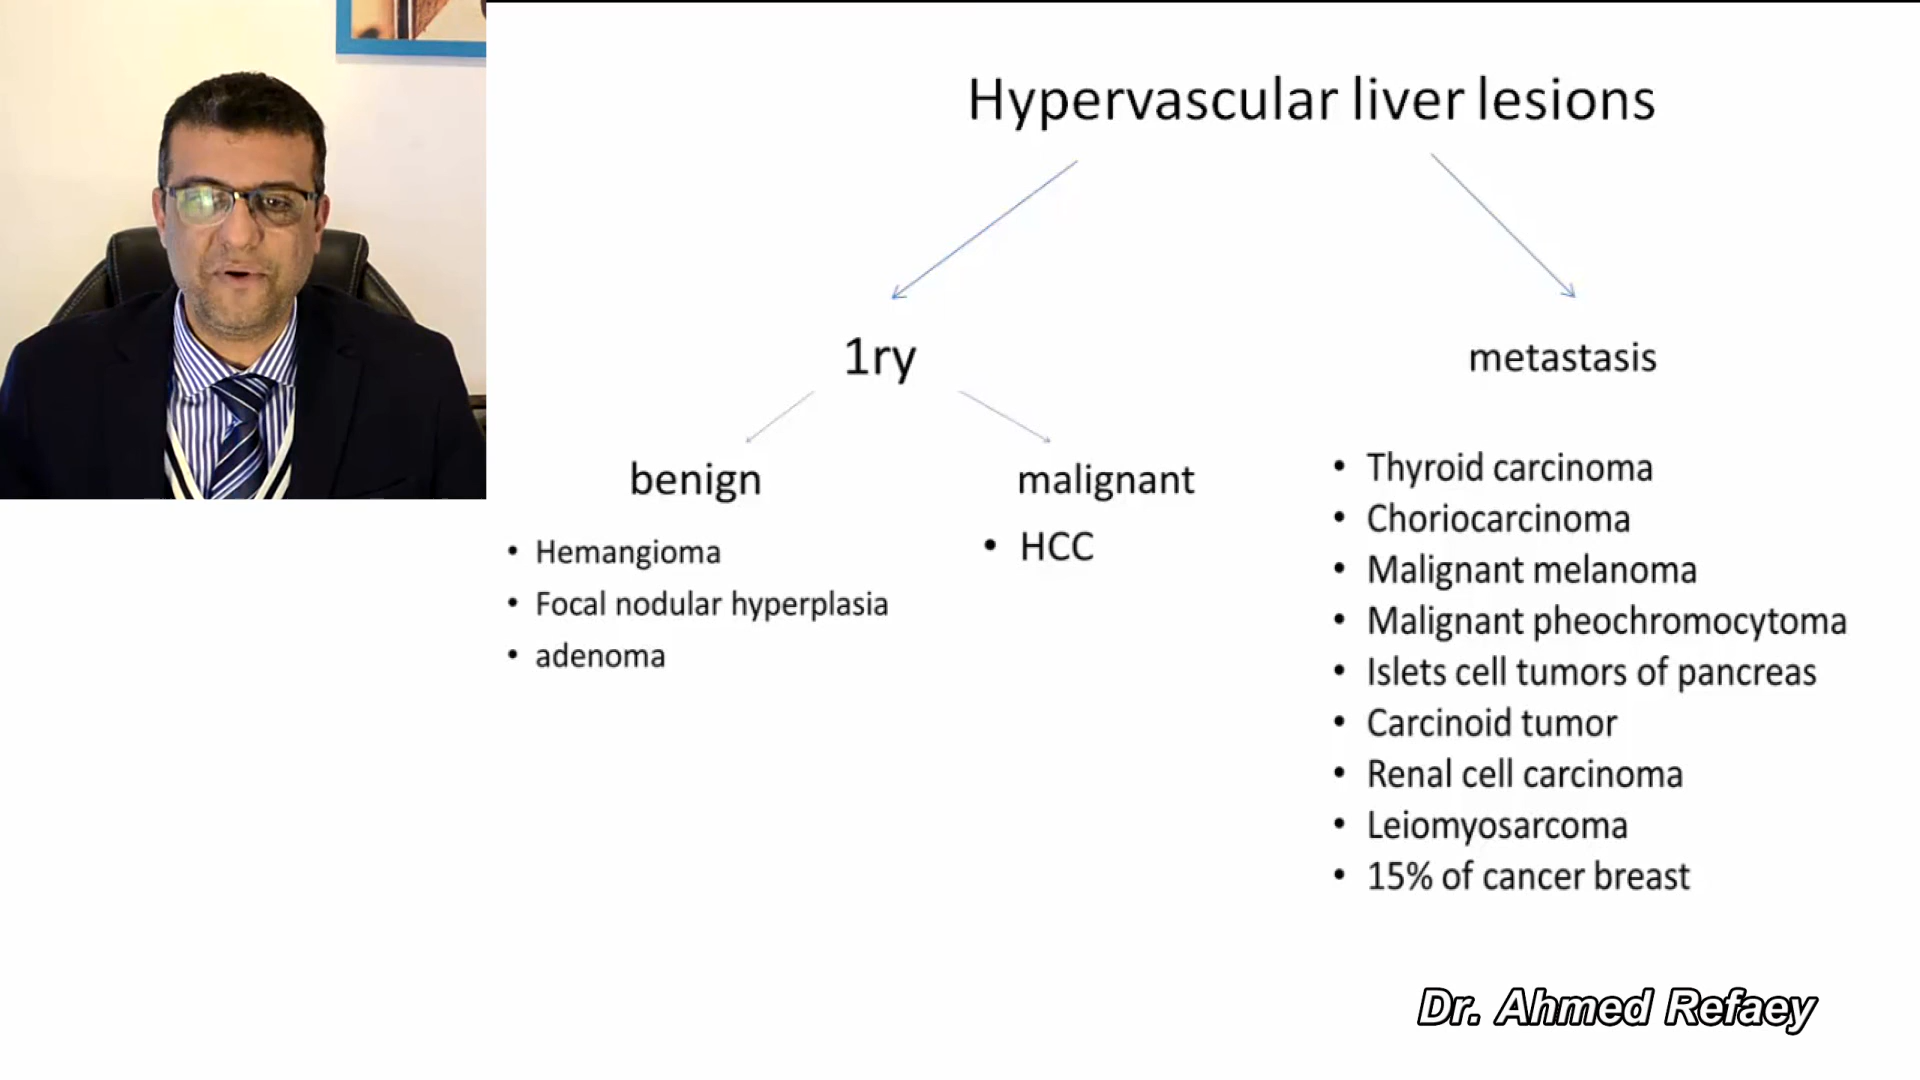 Hypervascular liver lesions
1ry
metastasis
benign
malignant
• Hemangioma
• Focal nodular hyperplasia
• adenoma
• HCC
• Thyroid carcinoma
• Choriocarcinoma
• Malignant melanoma
• Malignant pheochromocytoma
• Islets cell tumors of pancreas
• Carcinoid tumor
• Renal cell carcinoma
• Leiomyosarcoma
• 15% of cancer breast
Dr. Ahmed Refaey